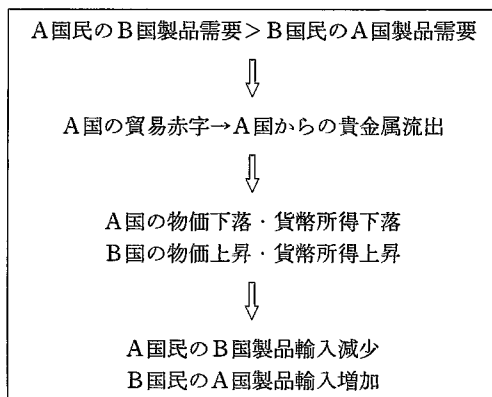 A国民のB国製品需要＞B国民のA国製品需要
⇩
A国の貿易赤字→A国からの貴金属流出
⇩
A国の物価下落・貨幣所得下落
B国の物価上昇・貨幣所得上昇
⇩
A国民のB国製品輸入減少
B国民のA国製品輸入増加